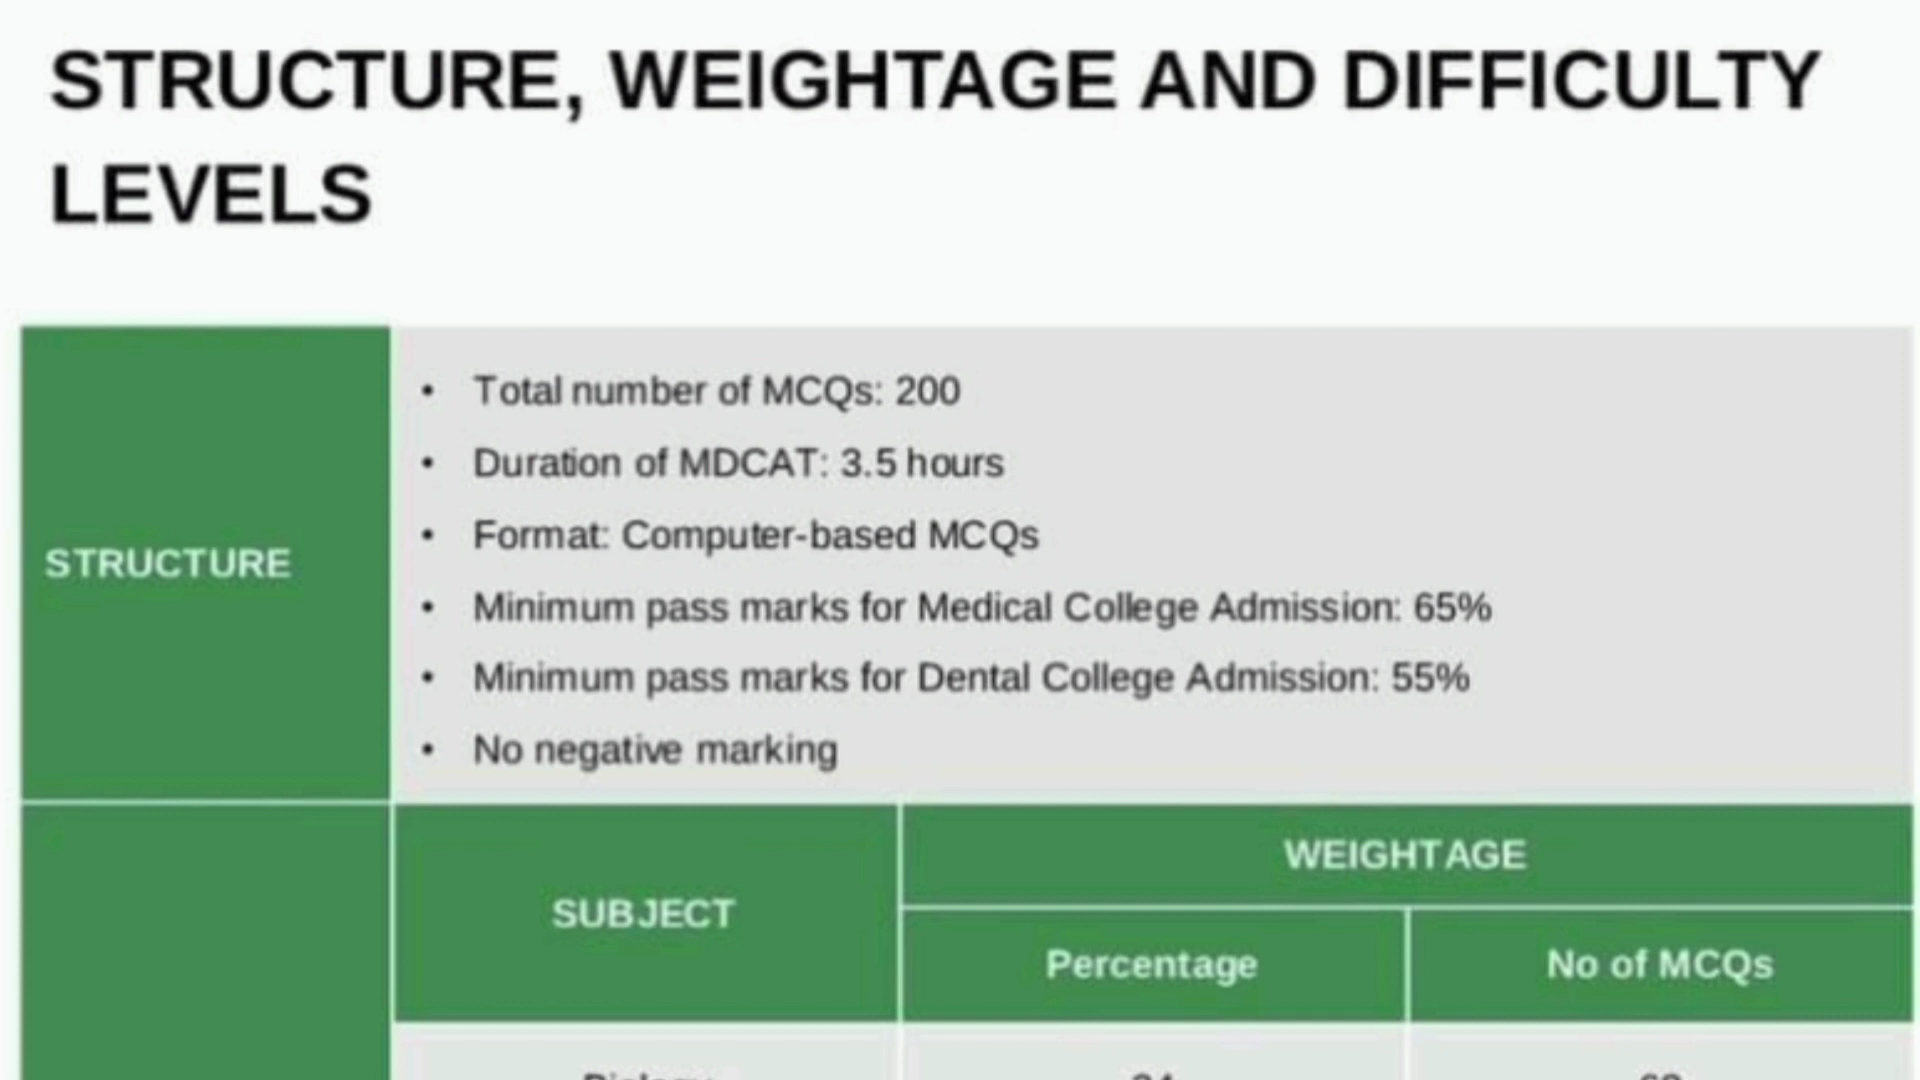 STRUCTURE, WEIGHTAGE AND DIFFICULTY
LEVELS
STRUCTURE
• Total number of MCQs: 200
• Duration of MDCAT: 3.5 hours
• Format: Computer-based MCQs
• Minimum pass marks for Medical College Admission: 65%
• Minimum pass marks for Dental College Admission: 55%
• No negative marking
SUBJECT
WEIGHTAGE
Percentage
No of MCQs